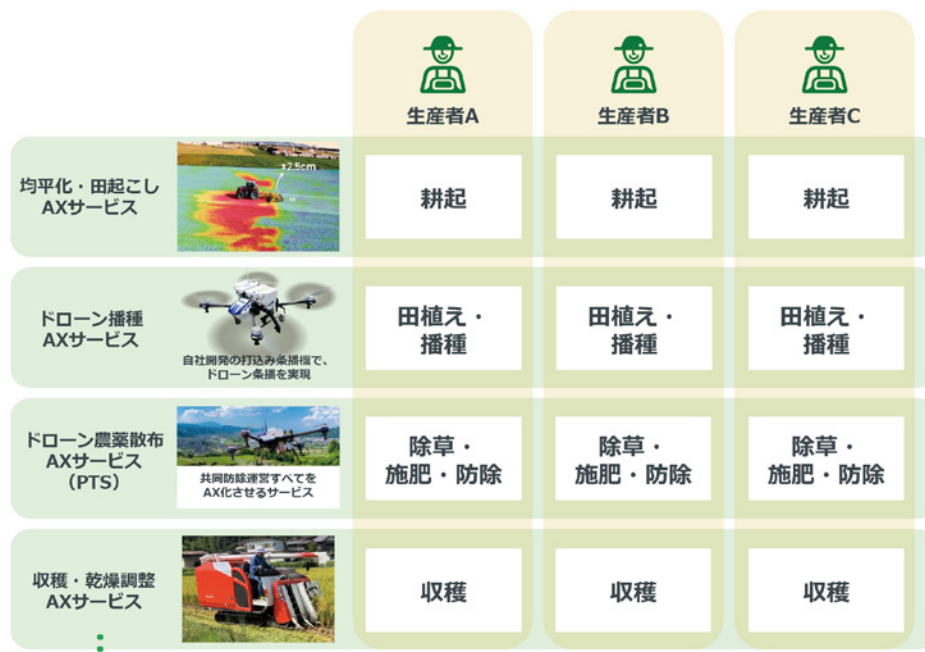 生産者A
生産者B
生産者C
均平化・田起こし
AXサービス
±2.5cm
耕起
耕起
耕起
ドローン播種
AXサービス
自社開発の打込み条播機で、
ドローン条播を実現
田植え・
播種
田植え・
播種
田植え・
播種
ドローン農薬散布
AXサービス
（PTS）
共同防除運営すべてを
AX化させるサービス
除草・
施肥・防除
除草・
施肥・防除
除草・
施肥・防除
収穫・乾燥調整
AXサービス
収穫
収穫
収穫